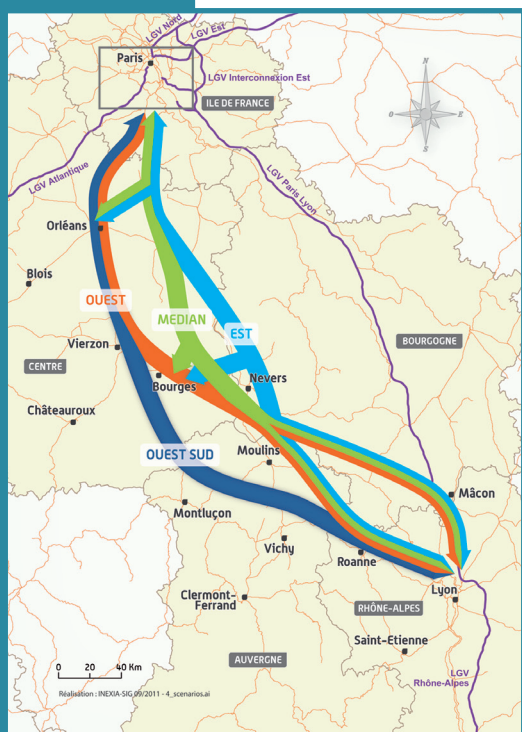 LGV Nord
LGV Est
Paris
LGV Interconnexion Est
ILE DE FRANCE
N
O
E
S
LGV Atlantique
LGV Paris Lyon
Orléans
Blois
OUEST
MEDIAN
EST
Vierzon
BOURGOGNE
CENTRE
Bourges
Nevers
Châteauroux
OUEST SUD
Moulins
Mâcon
Montluçon
Vichy
Roanne
Lyon
Clermont-
Ferrand
RHÔNE-ALPES
Saint-Etienne
AUVERGNE
0 20 40 Km
LGV
Rhône-Alpes
Réalisation : INEXIA-SIG 09/2011 - 4_scenarios.ai